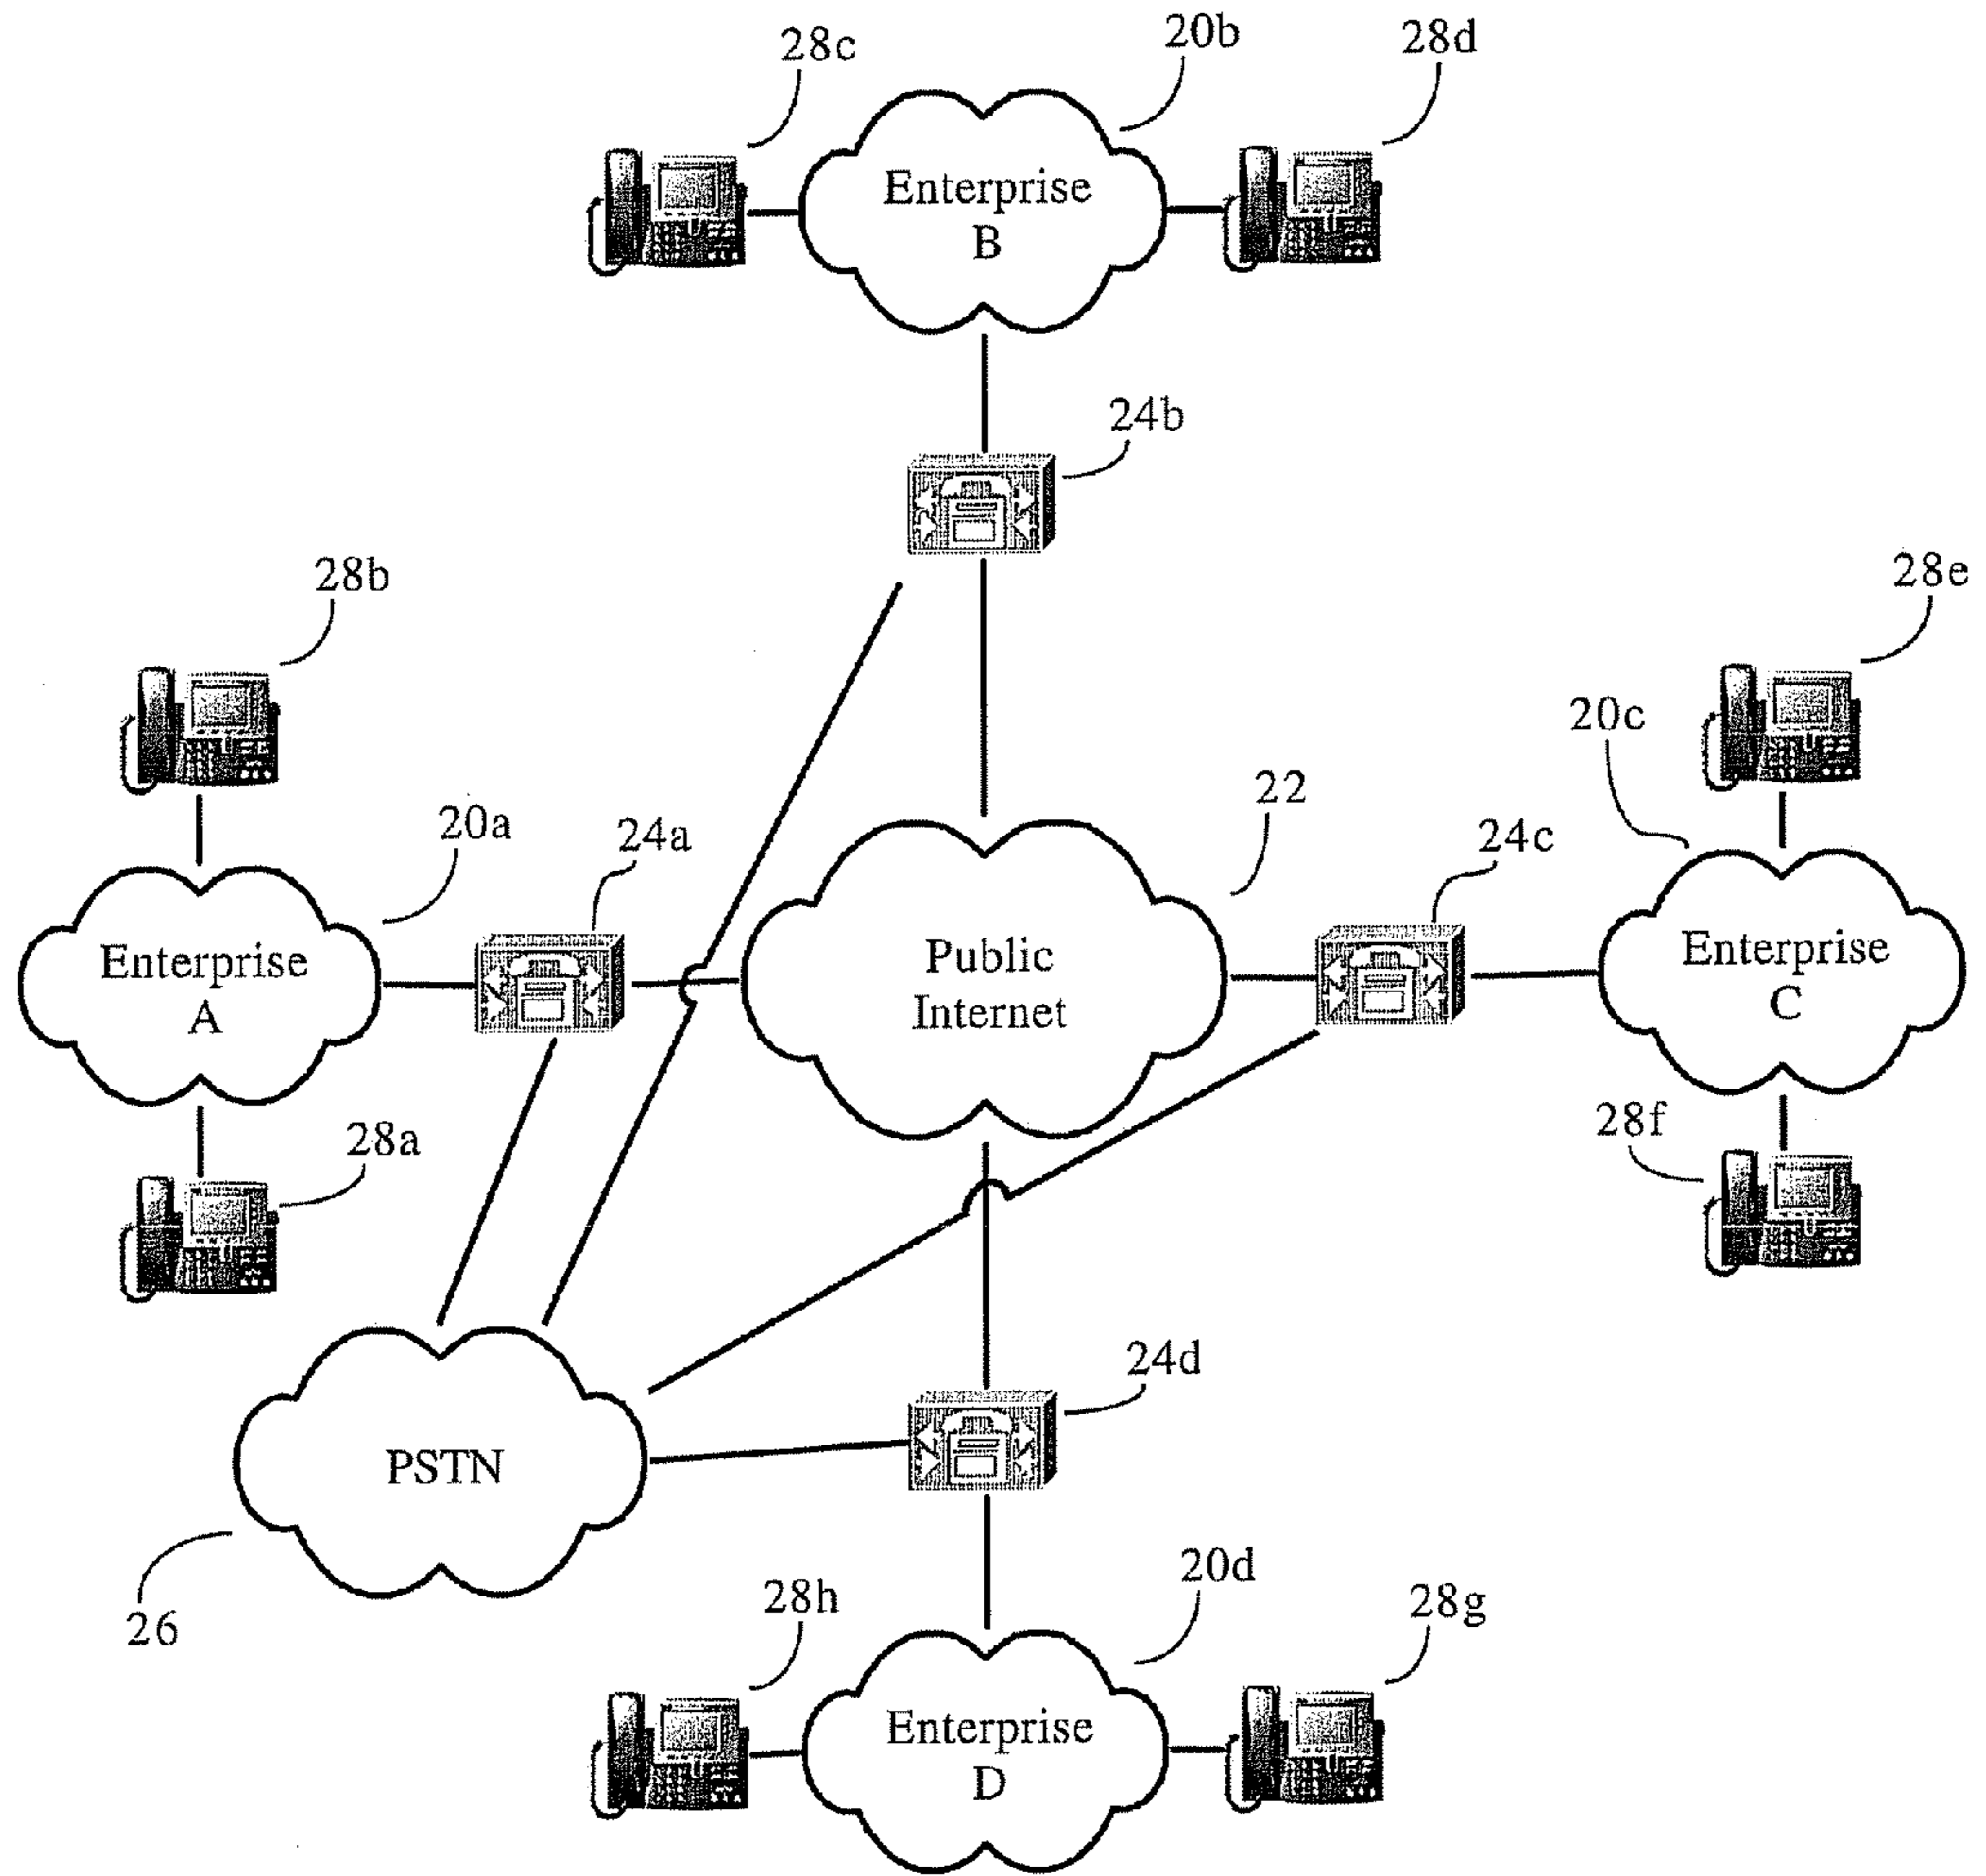 28c
20b
28d
Enterprise
B
24b
28b
28e
20c
20a
24a
22
24c
Enterprise
A
Public
Internet
Enterprise
C
28a
28f
24d
PSTN
26
28h
20d
28g
Enterprise
D